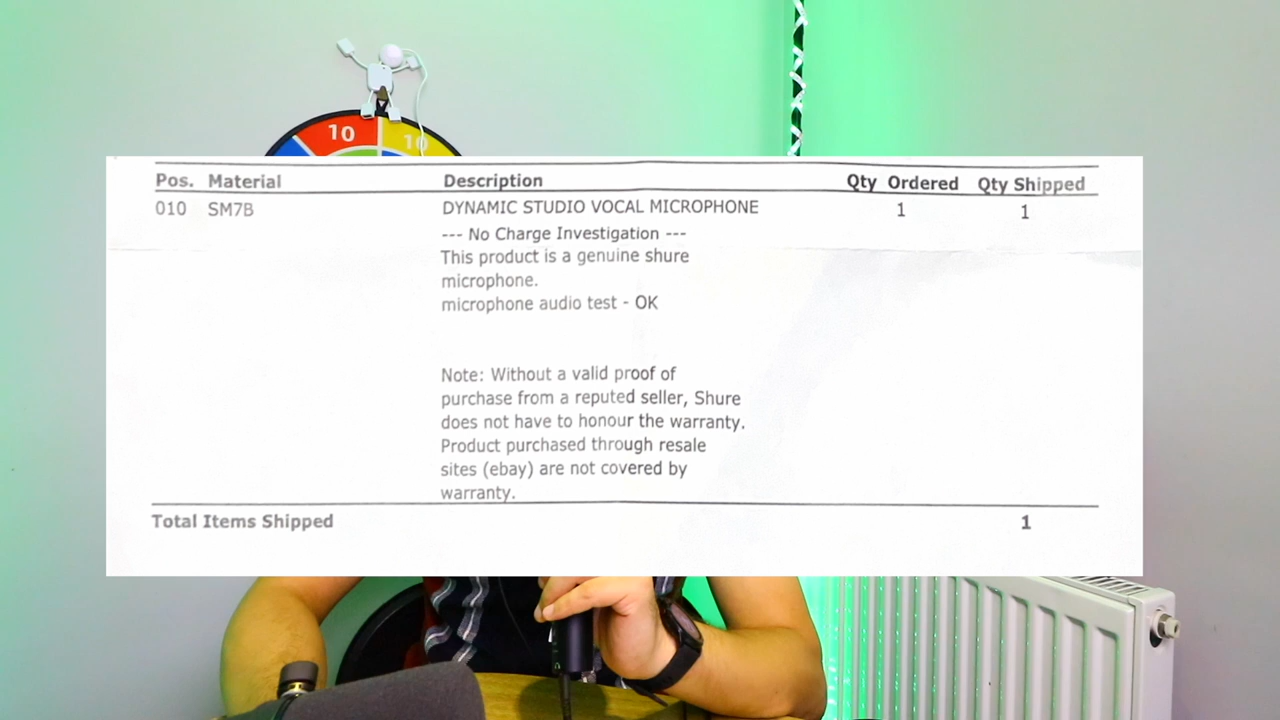 10 10
Pos. Material Description Qty Ordered Qty Shipped
010 SM7B DYNAMIC STUDIO VOCAL MICROPHONE 1 1
--- No Charge Investigation ---
This product is a genuine shure
microphone.
microphone audio test - OK
Note: Without a valid proof of
purchase from a reputed seller, Shure
does not have to honour the warranty.
Product purchased through resale
sites (ebay) are not covered by
warranty.
Total Items Shipped 1